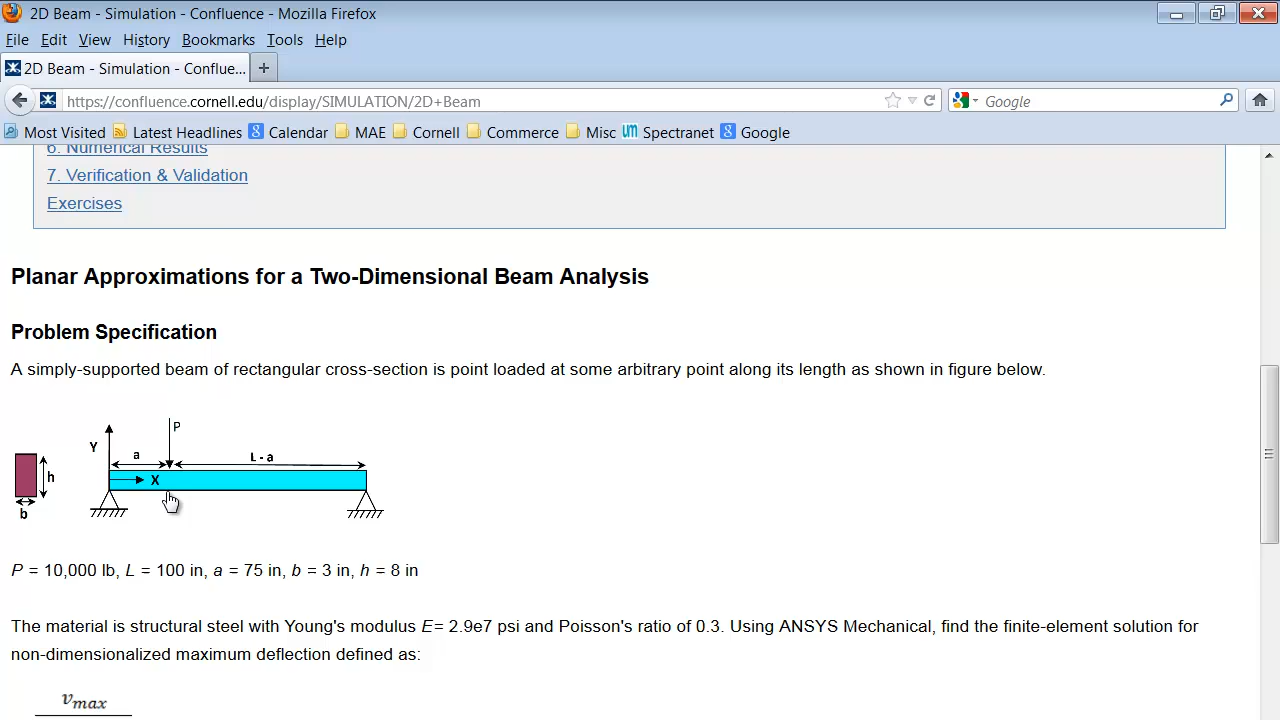 2D Beam - Simulation - Confluence - Mozilla Firefox
File Edit View History Bookmarks Tools Help
2D Beam - Simulation - Conflue...
https://confluence.cornell.edu/display/SIMULATION/2D+Beam
Google
Most Visited Latest Headlines Calendar MAE Cornell Commerce Misc um Spectranet Google
6. Numerical Results
7. Verification & Validation
Exercises
Planar Approximations for a Two-Dimensional Beam Analysis
Problem Specification
A simply-supported beam of rectangular cross-section is point loaded at some arbitrary point along its length as shown in figure below.
P
Y
a
L - a
h
X
b
P = 10,000 lb, L = 100 in, a = 75 in, b = 3 in, h = 8 in
The material is structural steel with Young's modulus E= 2.9e7 psi and Poisson's ratio of 0.3. Using ANSYS Mechanical, find the finite-element solution for
non-dimensionalized maximum deflection defined as:
vmax